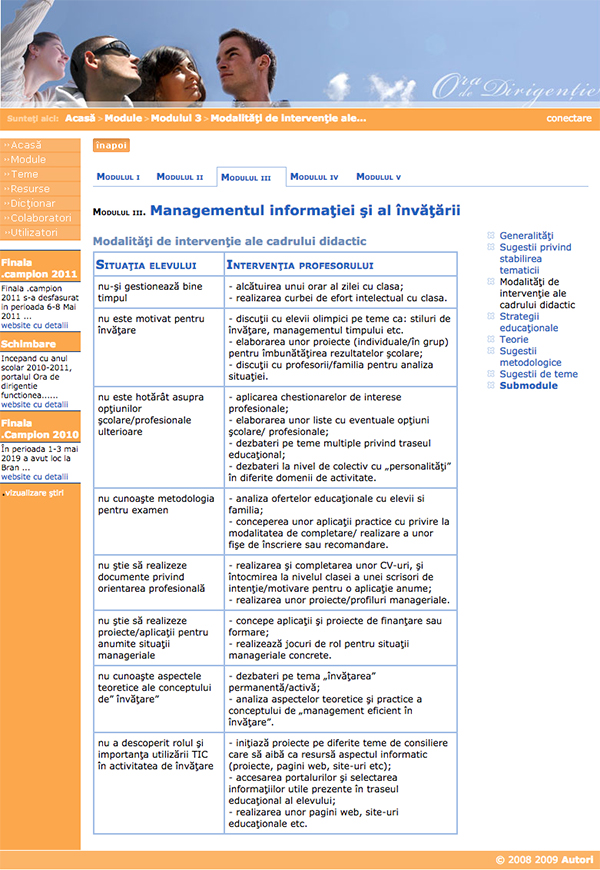 Ora
de Dirigenţie
Sunteţi aici: Acasă > Module > Modulul 3 > Modalităţi de intervenţie ale...
conectare
Acasă
Module
Teme
Resurse
Dicţionar
Colaboratori
Utilizatori
Finala
.campion 2011
Finala .campion
2011 s-a desfasurat
in perioada 6-8 Mai
2011 ...
website cu detalii
Schimbare
Incepand cu anul
scolar 2010-2011,
portalul Ora de
dirigentie
functionea......
website cu detalii
Finala
.Campion 2010
În perioada 1-3 mai
2019 a avut loc la
Bran ...
website cu detalii
vizualizare ştiri
înapoi
Modulul I
Modulul II
Modulul III
Modulul IV
Modulul V
Modulul III. Managementul informaţiei şi al învăţării
Modalităţi de intervenţie ale cadrului didactic
Situaţia elevului
Intervenţia profesorului
nu-şi gestionează bine
timpul
- alcătuirea unui orar al zilei cu clasa;
- realizarea curbei de efort intelectual cu clasa.
nu este motivat pentru
învăţare
- discuţii cu elevii olimpici pe teme ca: stiluri de
învăţare, managementul timpului etc.
- elaborarea unor proiecte (individuale/în grup)
pentru îmbunătăţirea rezultatelor şcolare;
- discuţii cu profesorii/familia pentru analiza
situaţiei.
nu este hotărât asupra
opţiunilor
şcolare/profesionale
ulterioare
- aplicarea chestionarelor de interese
profesionale;
- elaborarea unor liste cu eventuale opţiuni
şcolare/ profesionale;
- dezbateri pe teme multiple privind traseul
educaţional;
- dezbateri la nivel de colectiv cu „personalităţi”
în diferite domenii de activitate.
nu cunoaşte metodologia
pentru examen
- analiza ofertelor educaţionale cu elevii si
familia;
- conceperea unor aplicaţii practice cu privire la
modalitatea de completare/ realizare a unor
fişe de înscriere sau recomandare.
nu ştie să realizeze
documente privind
orientarea profesională
- realizarea şi completarea unor CV-uri, şi
întocmirea la nivelul clasei a unei scrisori de
intenţie/motivare pentru o aplicaţie anume;
- realizarea unor proiecte/profiluri manageriale.
nu ştie să realizeze
proiecte/aplicaţii pentru
anumite situaţii
manageriale
- concepe aplicaţii şi proiecte de finanţare sau
formare;
- realizează jocuri de rol pentru situaţii
manageriale concrete.
nu cunoaşte aspectele
teoretice ale conceptului
de” învăţare”
- dezbateri pe tema „învăţarea”
permanentă/activă;
- analiza aspectelor teoretice şi practice a
conceptului de „management eficient în
învăţare”.
nu a descoperit rolul şi
importanţa utilizării TIC
în activitatea de învăţare
- iniţiază proiecte pe diferite teme de consiliere
care să aibă ca resursă aspectul informatic
(proiecte, pagini web, site-uri etc);
- accesarea portalurilor şi selectarea
informaţiilor utile prezente în traseul
educaţional al elevului;
- realizarea unor pagini web, site-uri
educaţionale etc.
Generalităţi
Sugestii privind
stabilirea
tematicii
Modalităţi de
intervenţie ale
cadrului didactic
Strategii
educaţionale
Teorie
Sugestii
metodologice
Sugestii de teme
Submodule
© 2008 2009 Autori